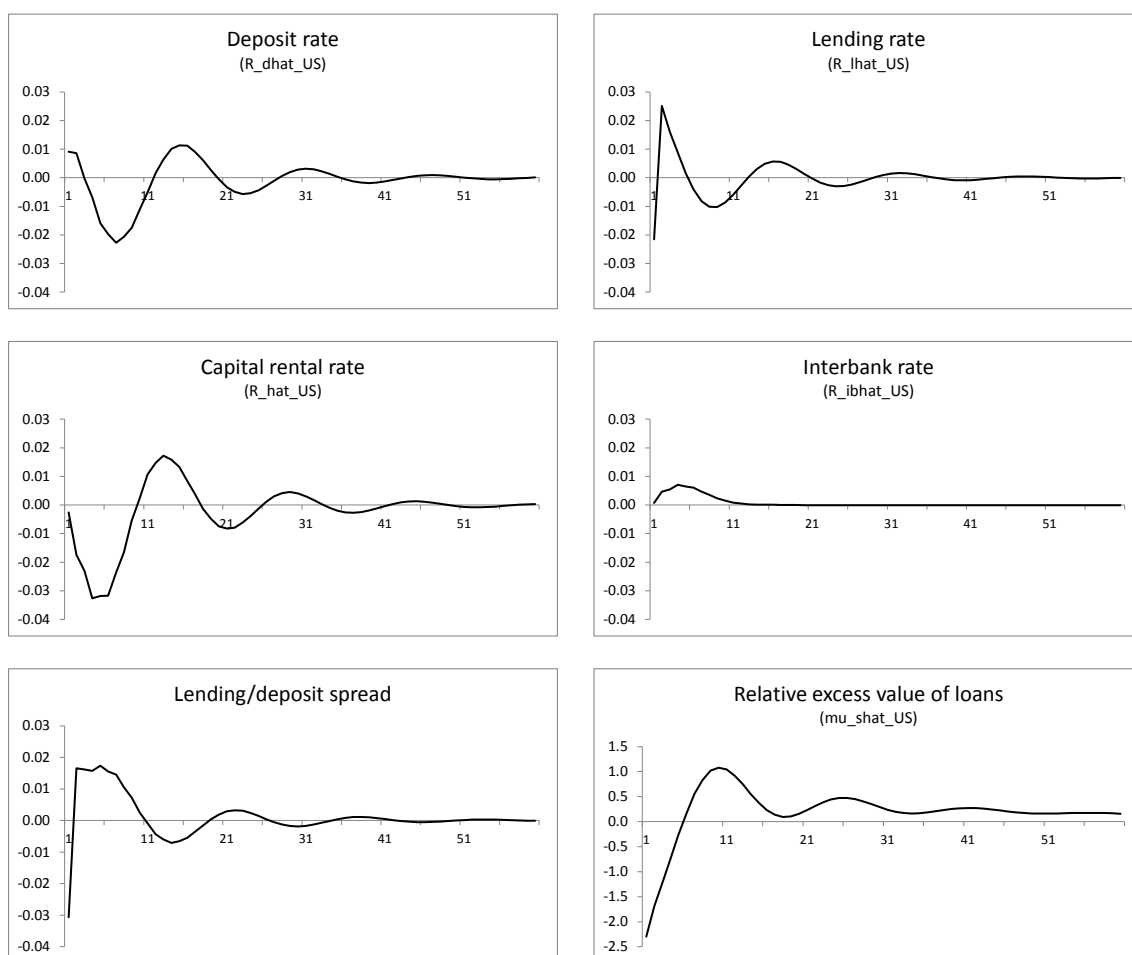 Deposit rate
(R_dhat_US)
0.03
0.02
0.01
0.00
-0.01
-0.02
-0.03
-0.04
1 11 21 31 41 51
Lending rate
(R_lhat_US)
0.03
0.02
0.01
0.00
-0.01
-0.02
-0.03
-0.04
1 11 21 31 41 51
Capital rental rate
(R_hat_US)
0.03
0.02
0.01
0.00
-0.01
-0.02
-0.03
-0.04
1 11 21 31 41 51
Interbank rate
(R_ibhat_US)
0.03
0.02
0.01
0.00
-0.01
-0.02
-0.03
-0.04
1 11 21 31 41 51
Lending/deposit spread
0.03
0.02
0.01
0.00
-0.01
-0.02
-0.03
-0.04
1 11 21 31 41 51
Relative excess value of loans
(mu_shat_US)
1.5
1.0
0.5
0.0
-0.5
-1.0
-1.5
-2.0
-2.5
1 11 21 31 41 51